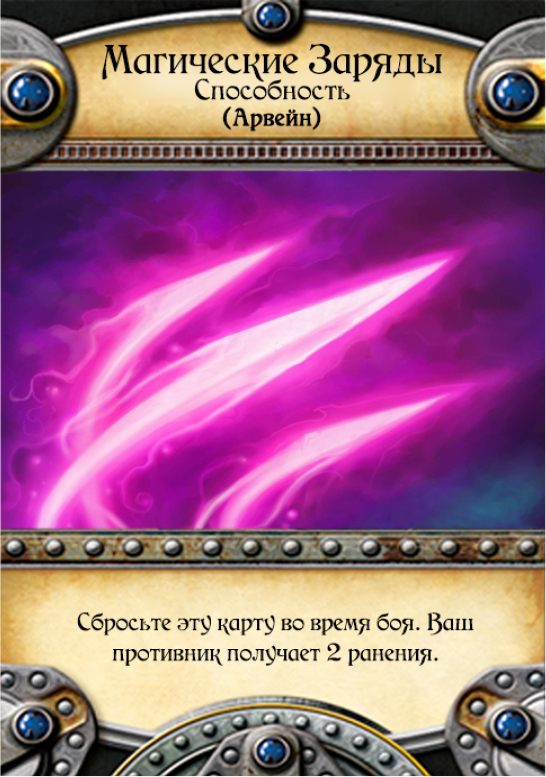 Магические Заряды
Способность
(Арвейн)
Сбросьте эту карту во время боя. Ваш
противник получает 2 ранения.